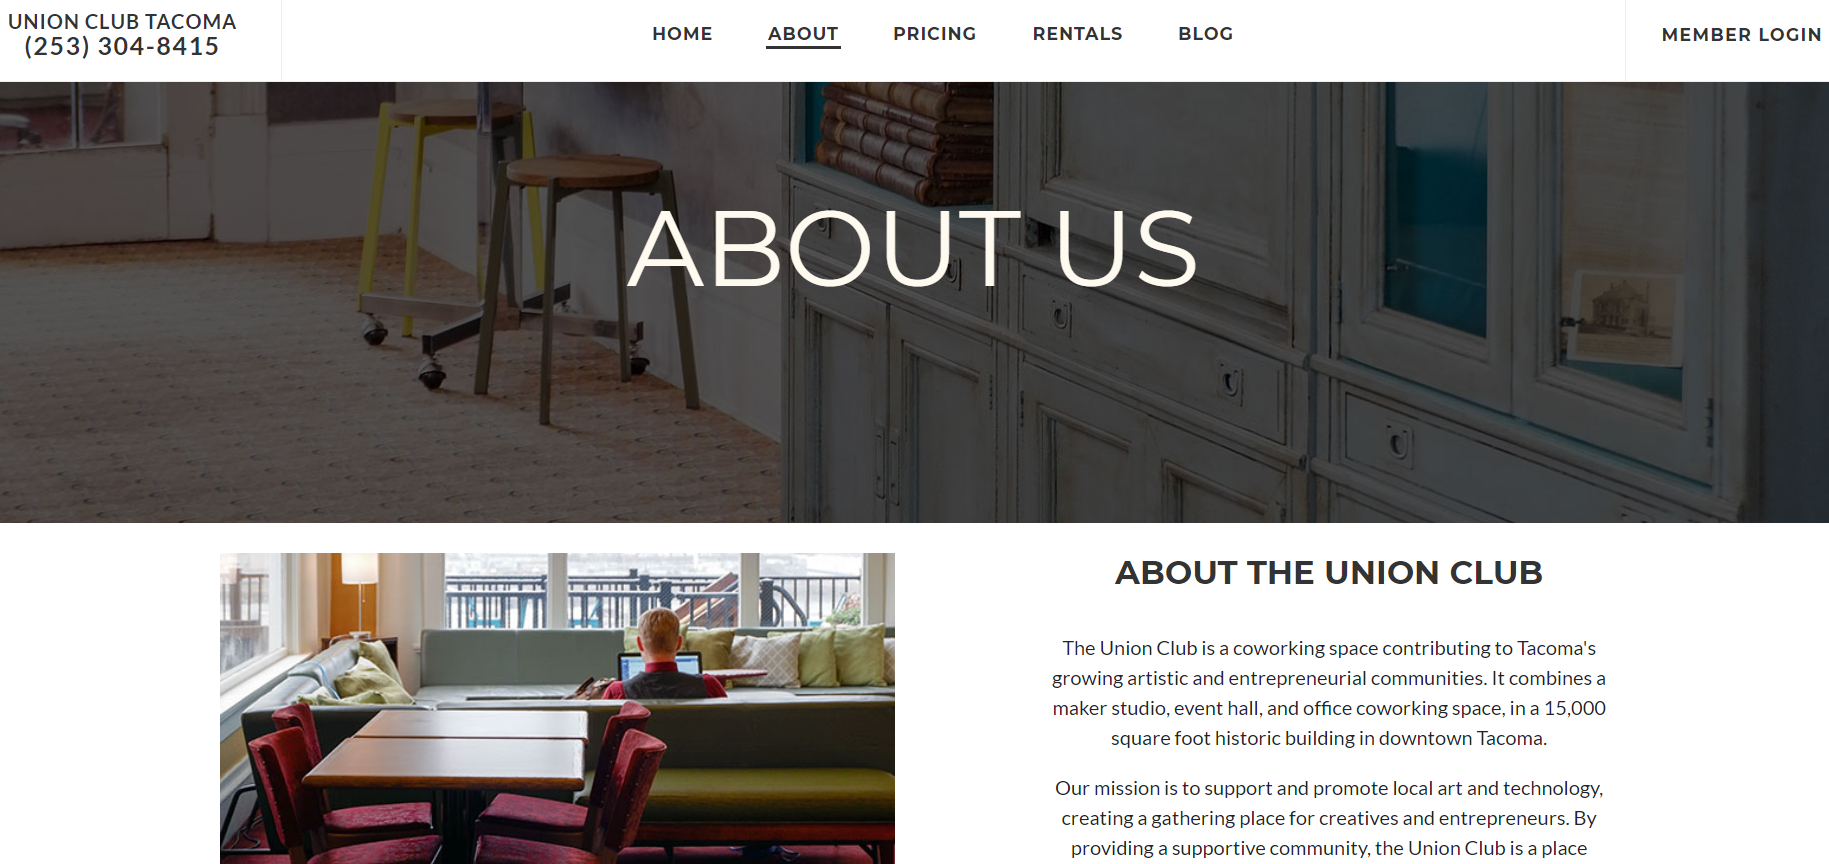 UNION CLUB TACOMA
(253) 304-8415
HOME
ABOUT
PRICING
RENTALS
BLOG
MEMBER LOGIN
ABOUT US
ABOUT THE UNION CLUB
The Union Club is a coworking space contributing to Tacoma's
growing artistic and entrepreneurial communities. It combines a
maker studio, event hall, and office coworking space, in a 15,000
square foot historic building in downtown Tacoma.
Our mission is to support and promote local art and technology,
creating a gathering place for creatives and entrepreneurs. By
providing a supportive community, the Union Club is a place